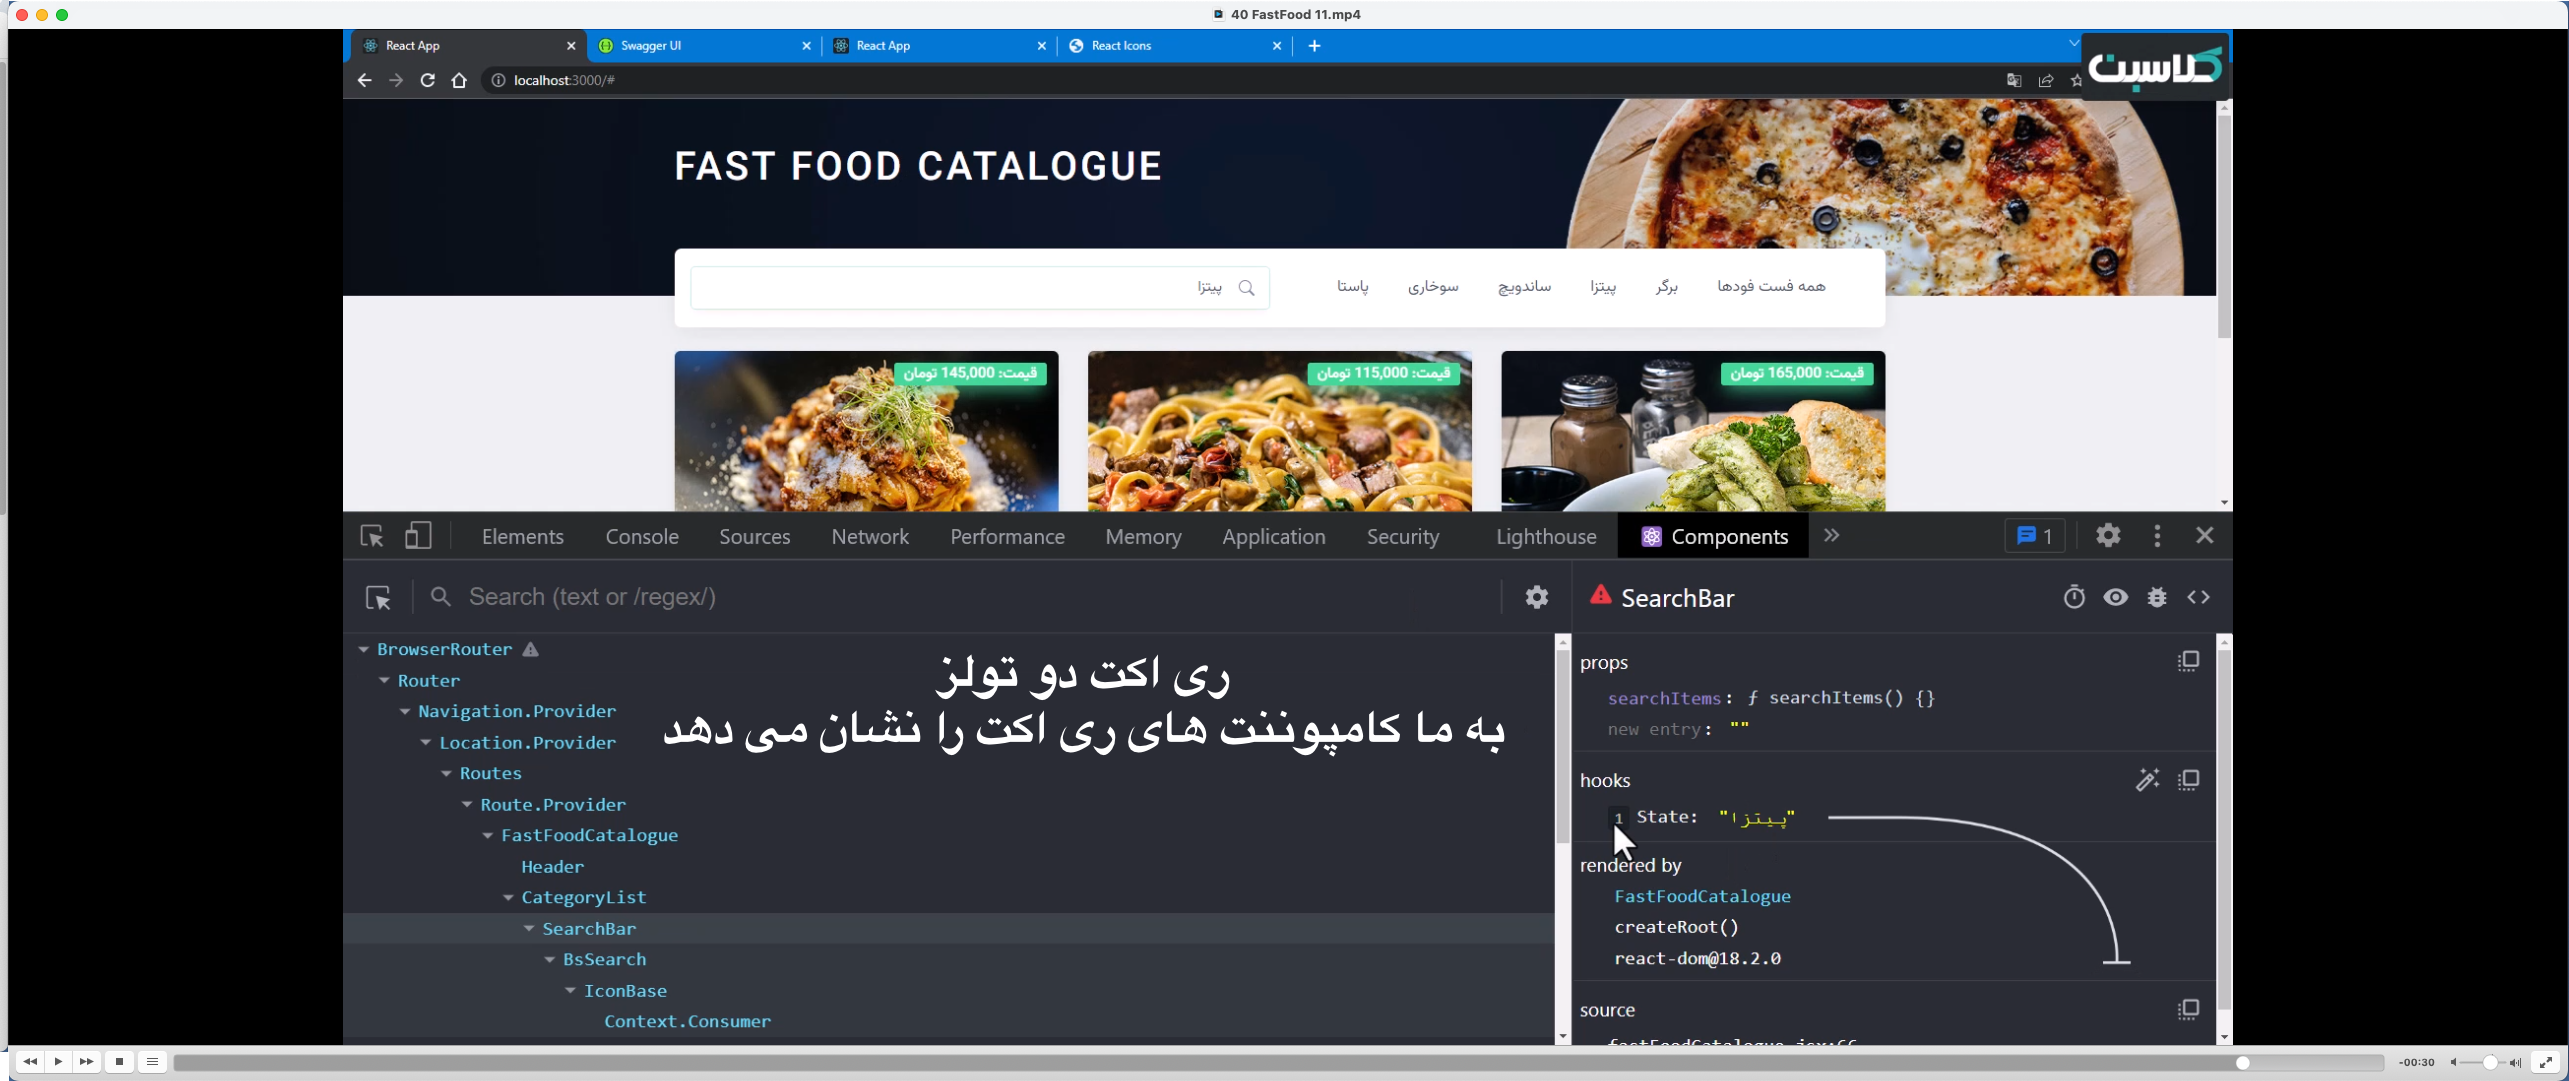 40 FastFood 11.mp4
React App
Swagger UI
React App
React Icons
localhost:3000/#
کلاسبن
FAST FOOD CATALOGUE
همه فست فودها
برگر
پیتزا
ساندویچ
سوخاری
پاستا
پیتزا
قیمت: 165,000 تومان
قیمت: 115,000 تومان
قیمت: 145,000 تومان
Elements Console Sources Network Performance Memory Application Security Lighthouse Components » 1
Search (text or /regex/)
BrowserRouter
Router
Navigation.Provider
Location.Provider
Routes
Route.Provider
FastFoodCatalogue
Header
CategoryList
SearchBar
BsSearch
IconBase
Context.Consumer
ری اکت دو تولز
به ما کامپوننت های ری اکت را نشان می دهد
SearchBar
props
searchItems: ƒ searchItems() {}
new entry: ""
hooks
1 State: "پیتزا"
rendered by
FastFoodCatalogue
createRoot()
react-dom@18.2.0
source
fastFoodCatalogue.jsx:66
-00:30